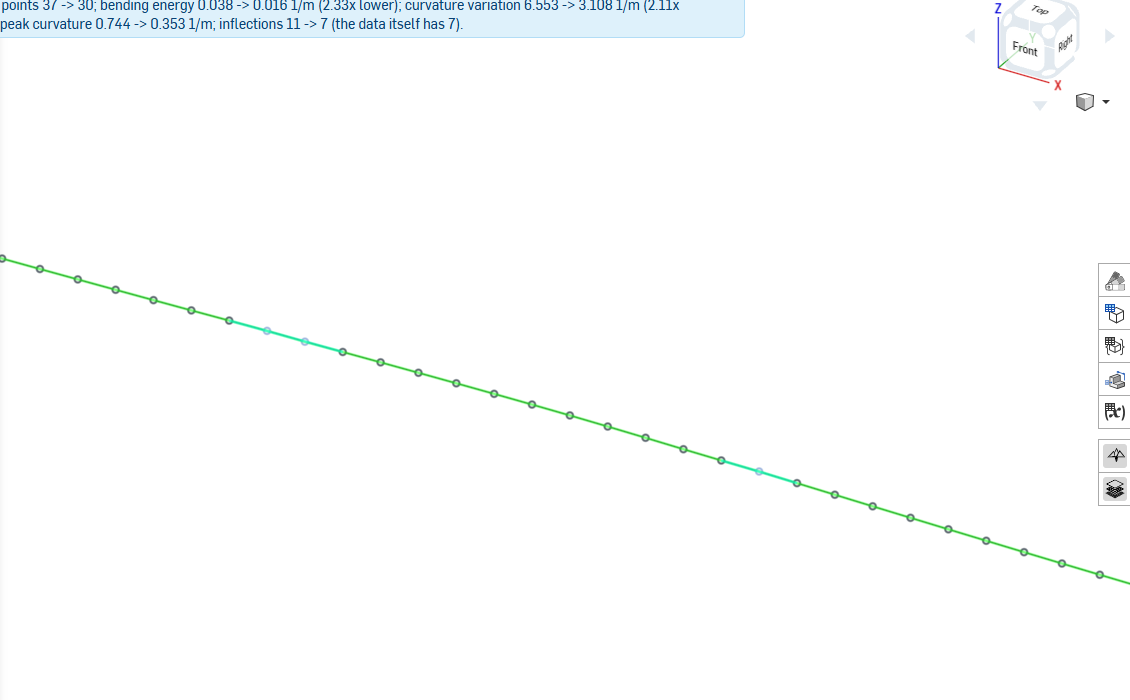 points 37 -> 30; bending energy 0.038 -> 0.016 1/m (2.33x lower); curvature variation 6.553 -> 3.108 1/m (2.11x
peak curvature 0.744 -> 0.353 1/m; inflections 11 -> 7 (the data itself has 7).
Z
Top
Y
Front
Right
X
(x)